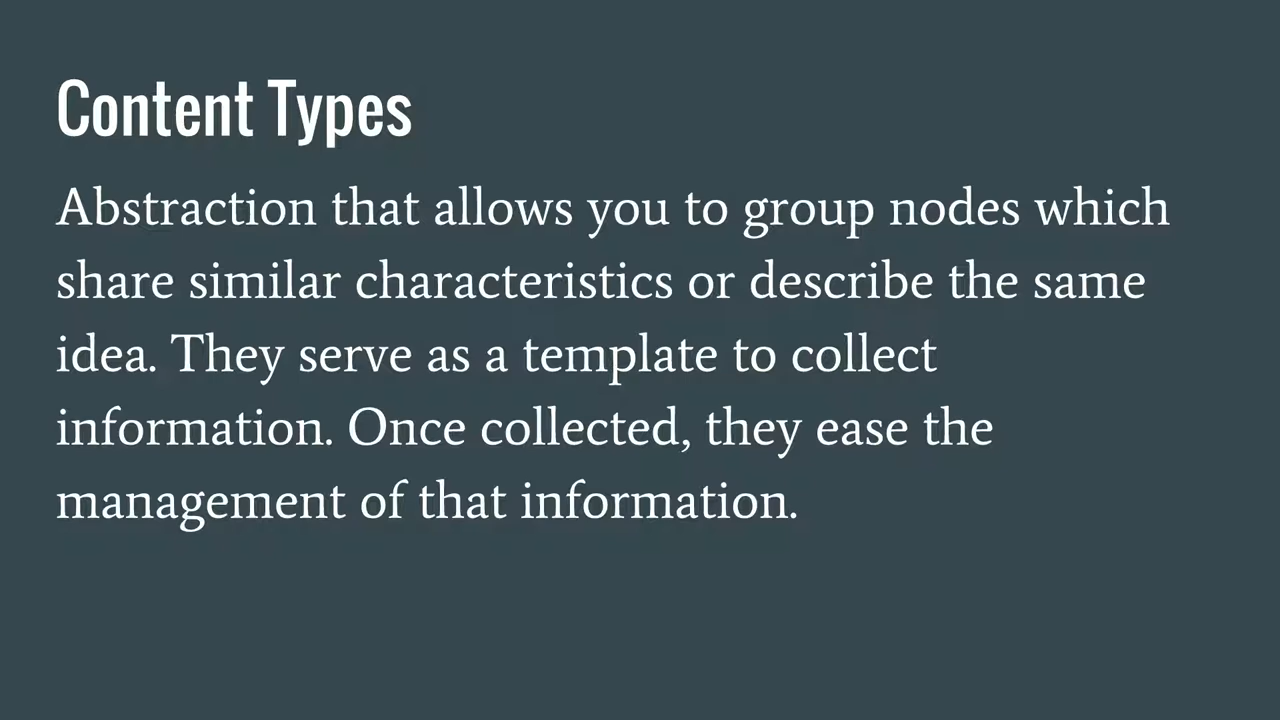 Content Types
Abstraction that allows you to group nodes which
share similar characteristics or describe the same
idea. They serve as a template to collect
information. Once collected, they ease the
management of that information.